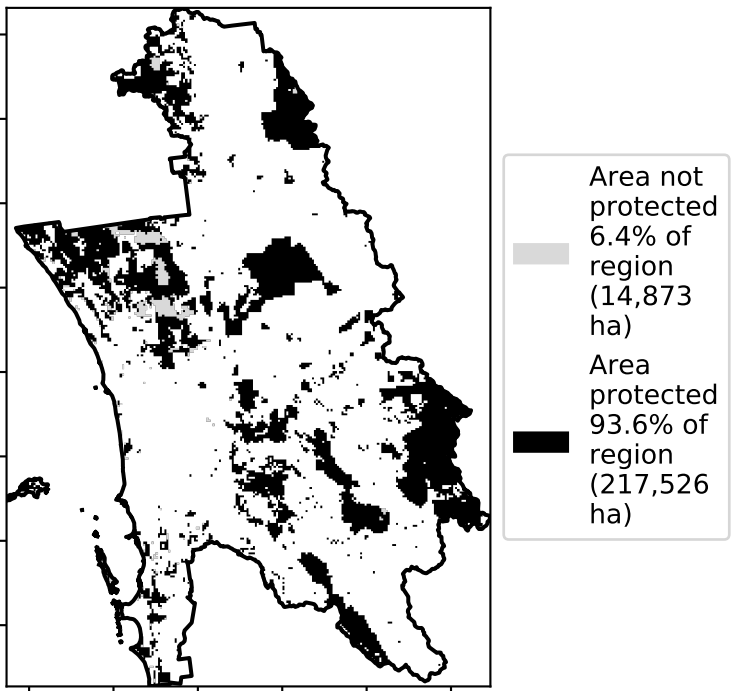 Area not
protected
6.4% of
region
(14,873
ha)
Area
protected
93.6% of
region
(217,526
ha)